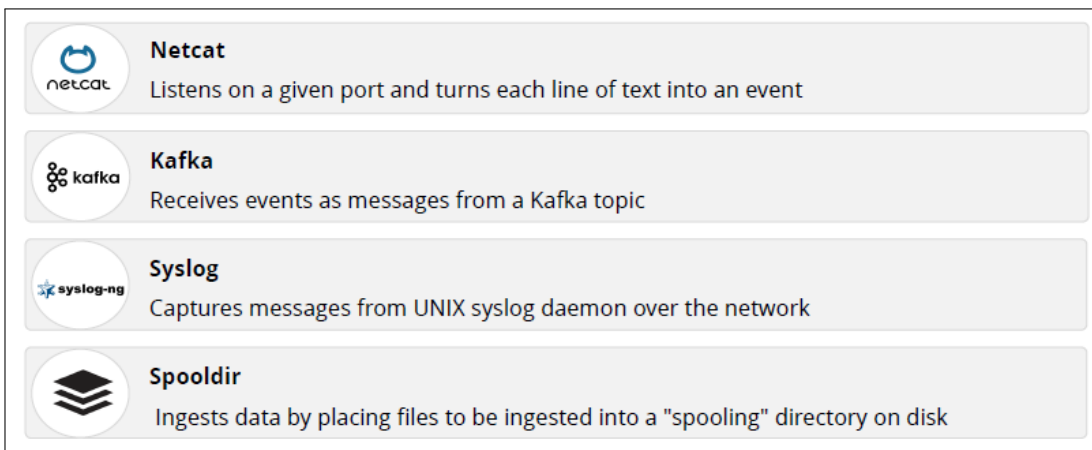 netcat
Netcat
Listens on a given port and turns each line of text into an event
kafka
Kafka
Receives events as messages from a Kafka topic
syslog-ng
Syslog
Captures messages from UNIX syslog daemon over the network
Spooldir
Ingests data by placing files to be ingested into a "spooling" directory on disk